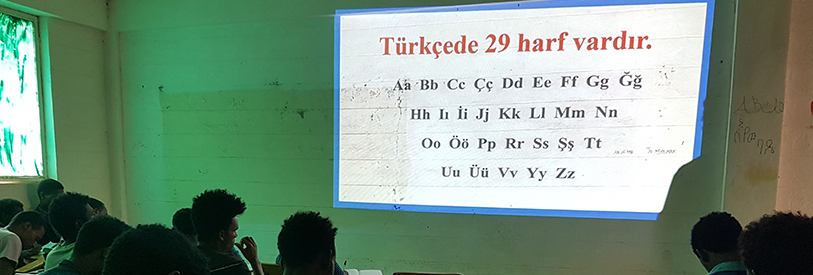 Türkçede 29 harf vardır.
Aa Bb Cc Çç Dd Ee Ff Gg Ğğ
Hh Iı İi Jj Kk Ll Mm Nn
Oo Öö Pp Rr Ss Şş Tt
Uu Üü Vv Yy Zz